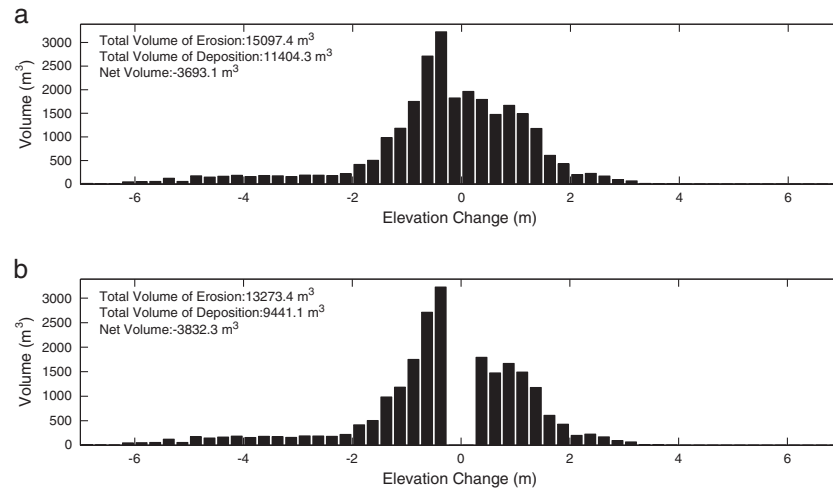 a
Total Volume of Erosion:15097.4 m³
Total Volume of Deposition:11404.3 m³
Net Volume:-3693.1 m³
Volume (m³)
3000
2500
2000
1500
1000
500
0
-6 -4 -2 0 2 4 6
Elevation Change (m)
b
Total Volume of Erosion:13273.4 m³
Total Volume of Deposition:9441.1 m³
Net Volume:-3832.3 m³
Volume (m³)
3000
2500
2000
1500
1000
500
0
-6 -4 -2 0 2 4 6
Elevation Change (m)